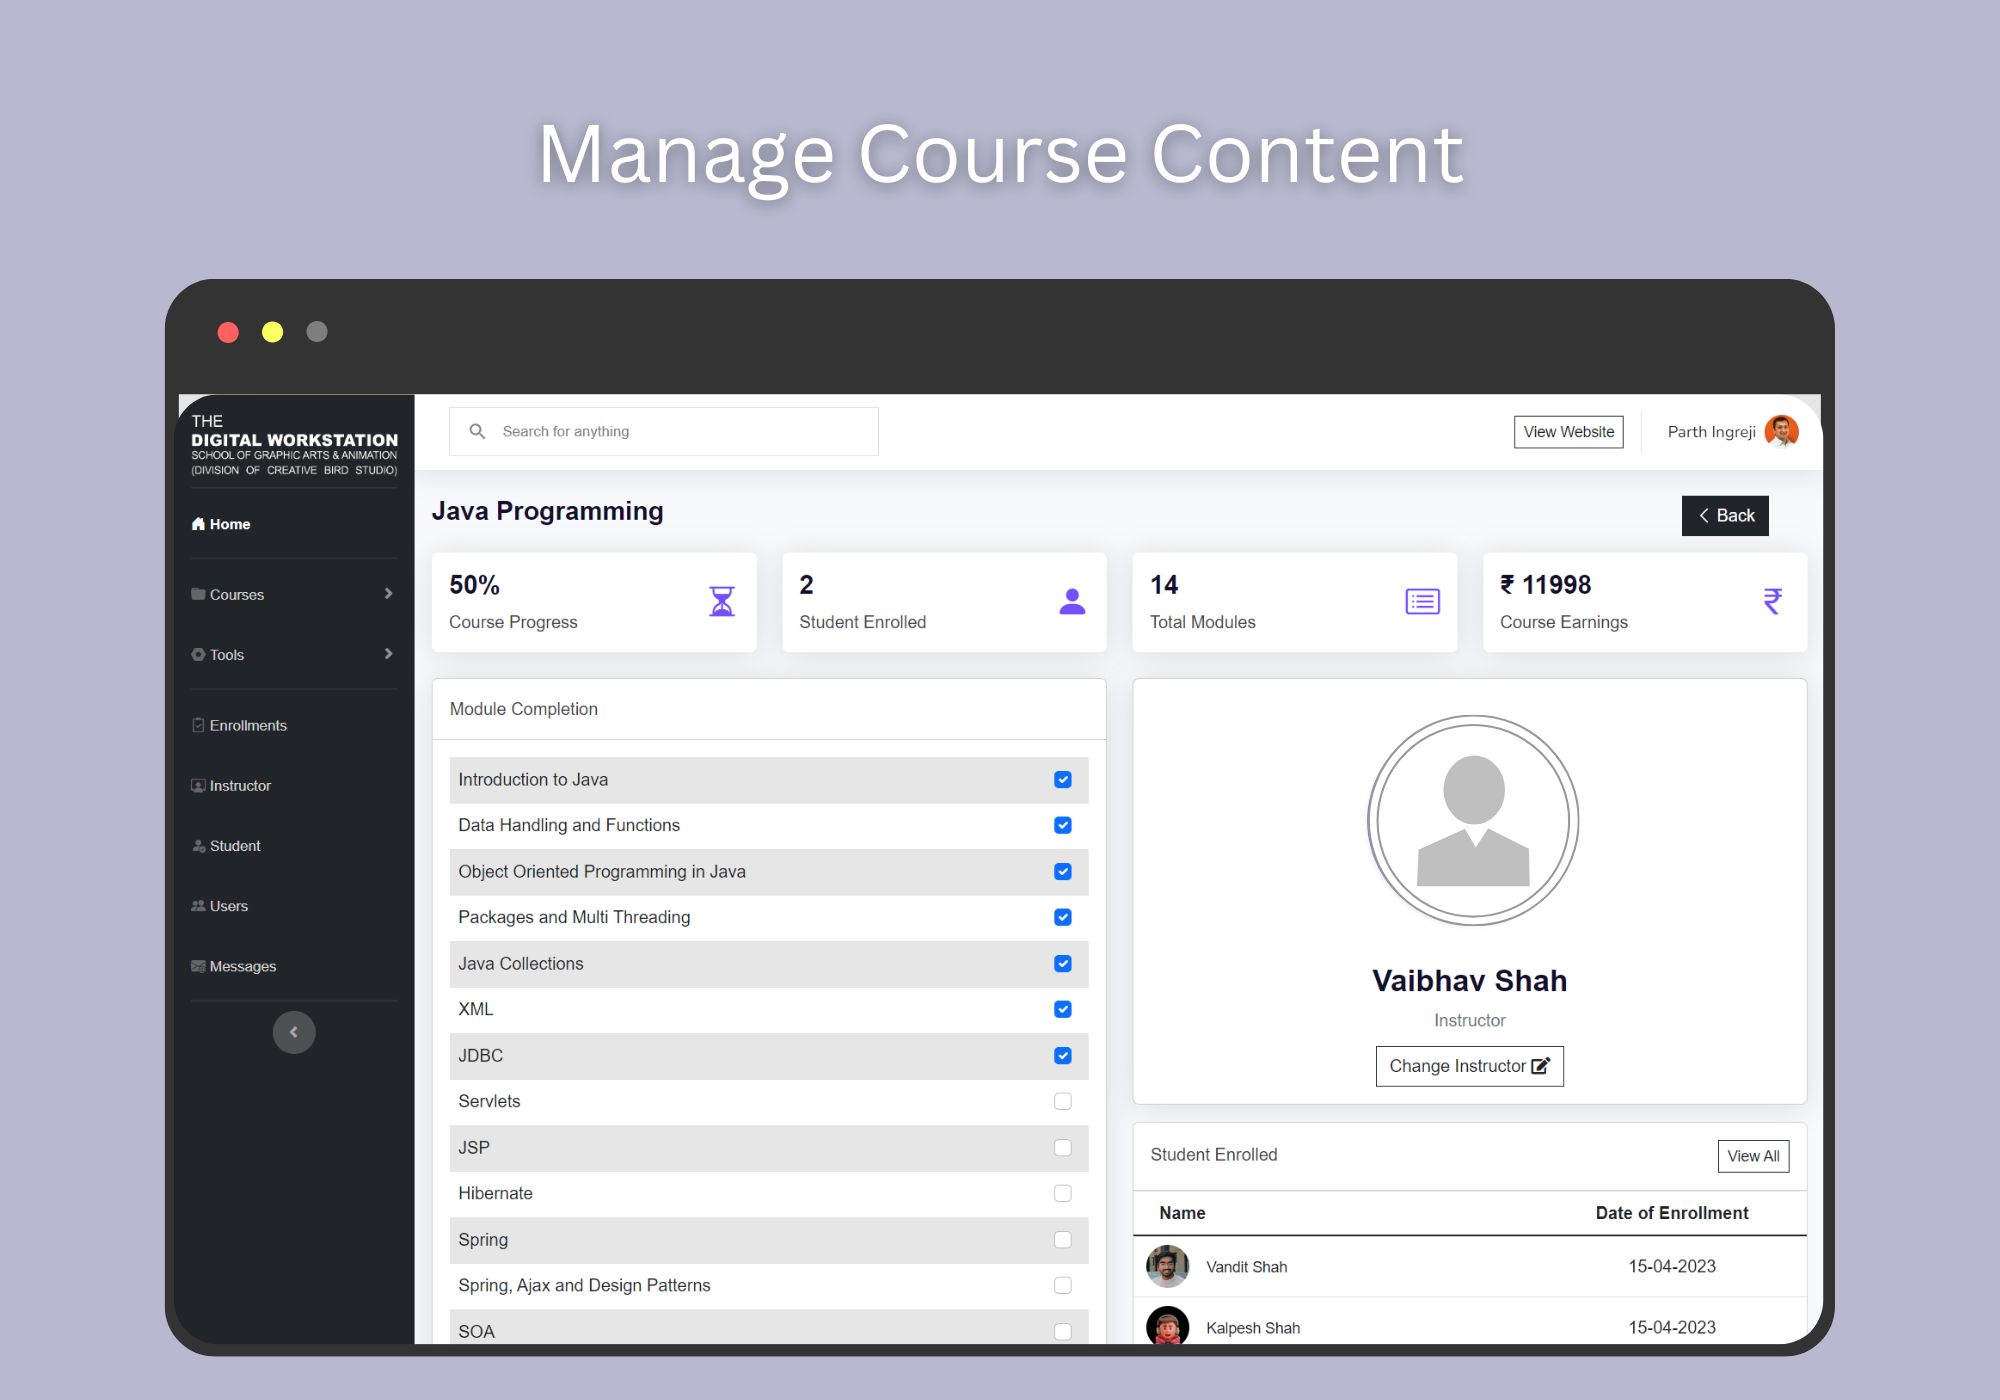 Manage Course Content
THE
DIGITAL WORKSTATION
SCHOOL OF GRAPHIC ARTS & ANIMATION
(DIVISION OF CREATIVE BIRD STUDIO)
Search for anything
View Website
Parth Ingreji
Home
Courses
Tools
Enrollments
Instructor
Student
Users
Messages
Java Programming
Back
50%
Course Progress
2
Student Enrolled
14
Total Modules
₹ 11998
Course Earnings
₹
Module Completion
Introduction to Java
Data Handling and Functions
Object Oriented Programming in Java
Packages and Multi Threading
Java Collections
XML
JDBC
Servlets
JSP
Hibernate
Spring
Spring, Ajax and Design Patterns
SOA
Vaibhav Shah
Instructor
Change Instructor
Student Enrolled
View All
Name Date of Enrollment
Vandit Shah 15-04-2023
Kalpesh Shah 15-04-2023